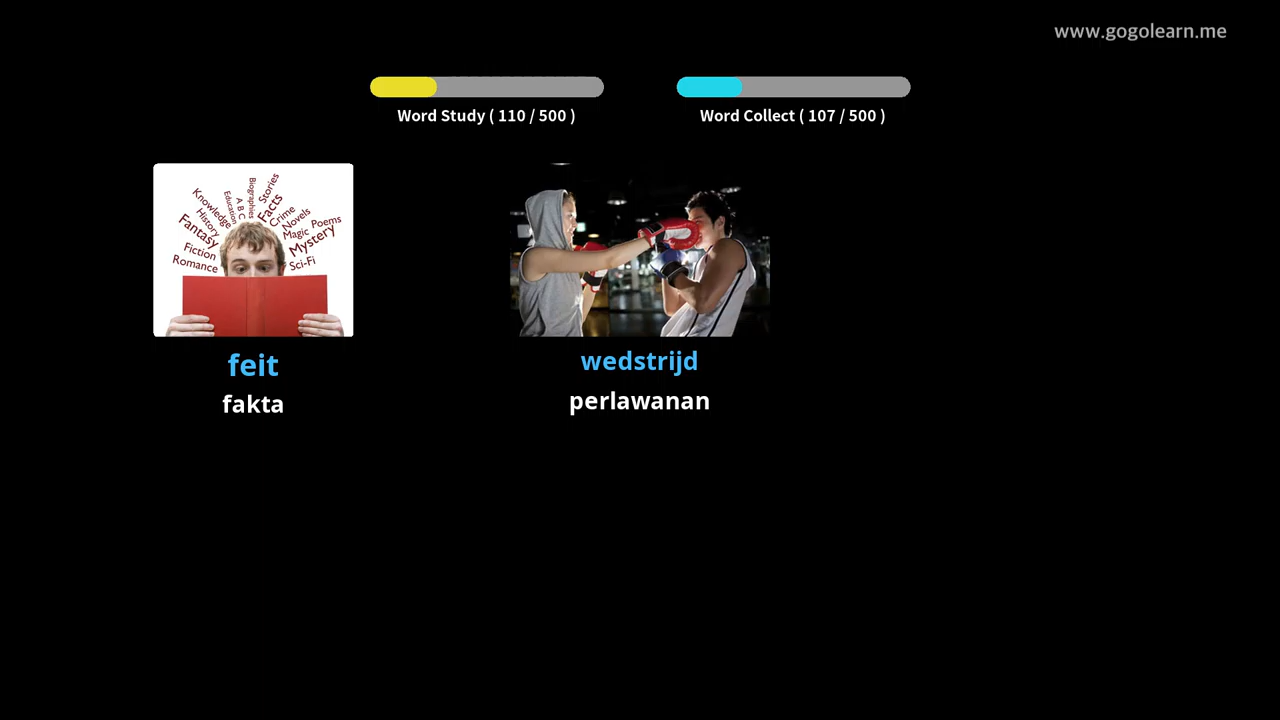 www.gogolearn.me
Word Study ( 110 / 500 )
Word Collect ( 107 / 500 )
Knowledge
History
Fantasy
Fiction
Romance
Education
A B C
Biographies
Stories
Facts
Crime
Novels
Magic Poems
Mystery
Sci-Fi
feit
fakta
wedstrijd
perlawanan